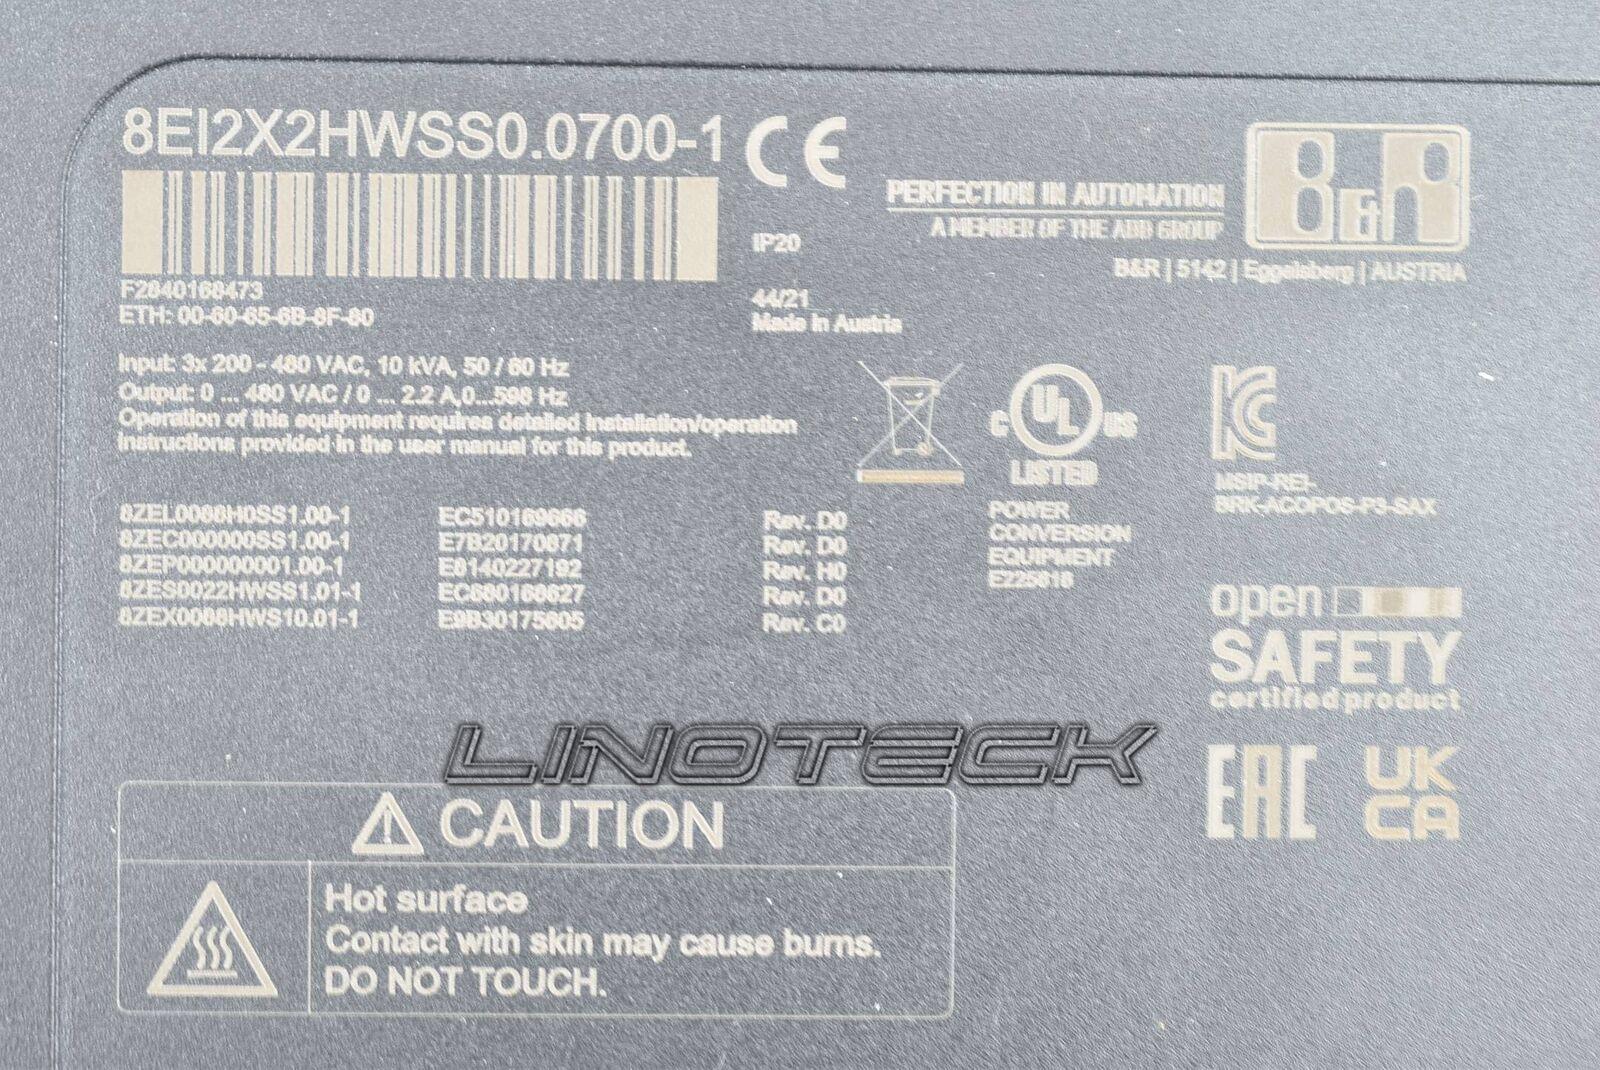 8EI2X2HWSS0.0700-1
CE
PERFECTION IN AUTOMATION
A MEMBER OF THE ABB GROUP
B&R
B&R | 5142 | Eggelsberg | AUSTRIA
IP20
F2840168473
ETH: 00-60-65-6B-8F-80
44/21
Made in Austria
Input: 3x 200 - 480 VAC, 10 kVA, 50 / 60 Hz
Output: 0 ... 480 VAC / 0 ... 2.2 A,0...598 Hz
Operation of this equipment requires detailed installation/operation
instructions provided in the user manual for this product.
C UL US
LISTED
POWER
CONVERSION
EQUIPMENT
E225616
KC
MSIP-REI-
BRK-ACOPOS-P3-SAX
8ZEL0088H0SS1.00-1 EC510169666 Rev. D0
8ZEC000000SS1.00-1 E7B20170871 Rev. D0
8ZEP000000001.00-1 E8140227192 Rev. H0
8ZES0022HWSS1.01-1 EC680168627 Rev. D0
8ZEX0088HWS10.01-1 E9B30175605 Rev. C0
open
SAFETY
certified product
EAC
UK
CA
LINOTECK
CAUTION
Hot surface
Contact with skin may cause burns.
DO NOT TOUCH.